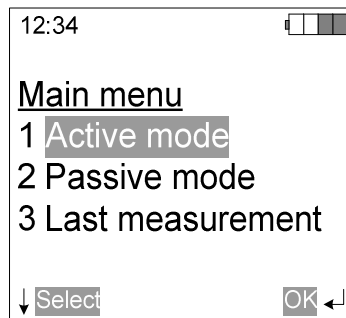 12:34
Main menu
1 Active mode
2 Passive mode
3 Last measurement
Select OK